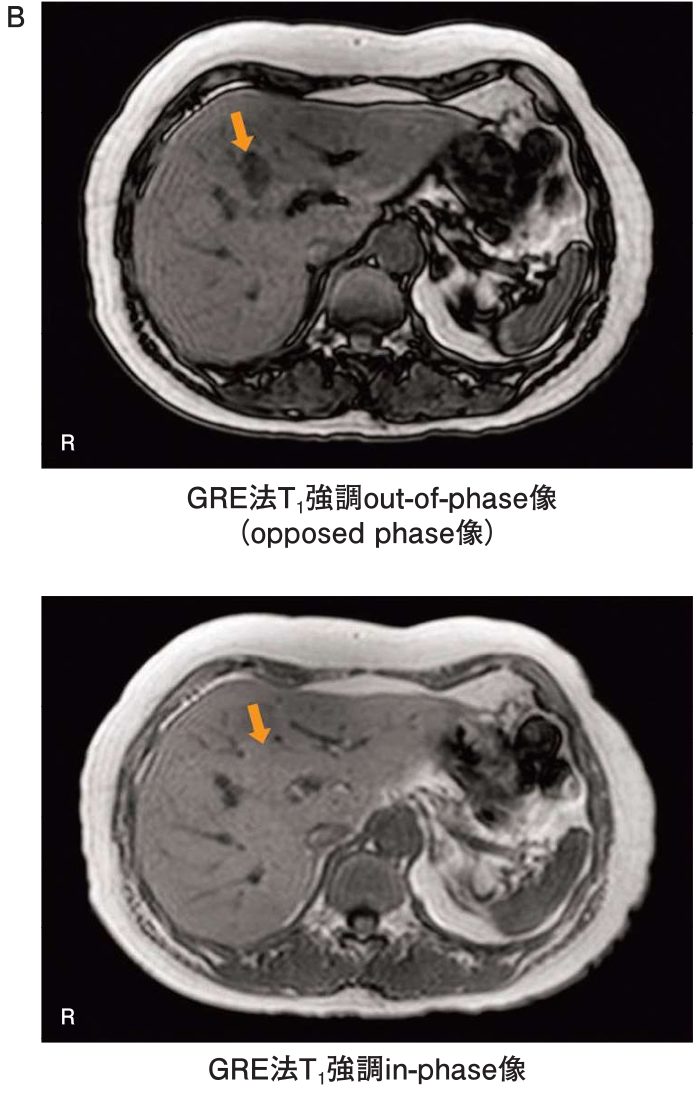 B
R
GRE法T₁強調out-of-phase像
（opposed phase像）
R
GRE法T₁強調in-phase像